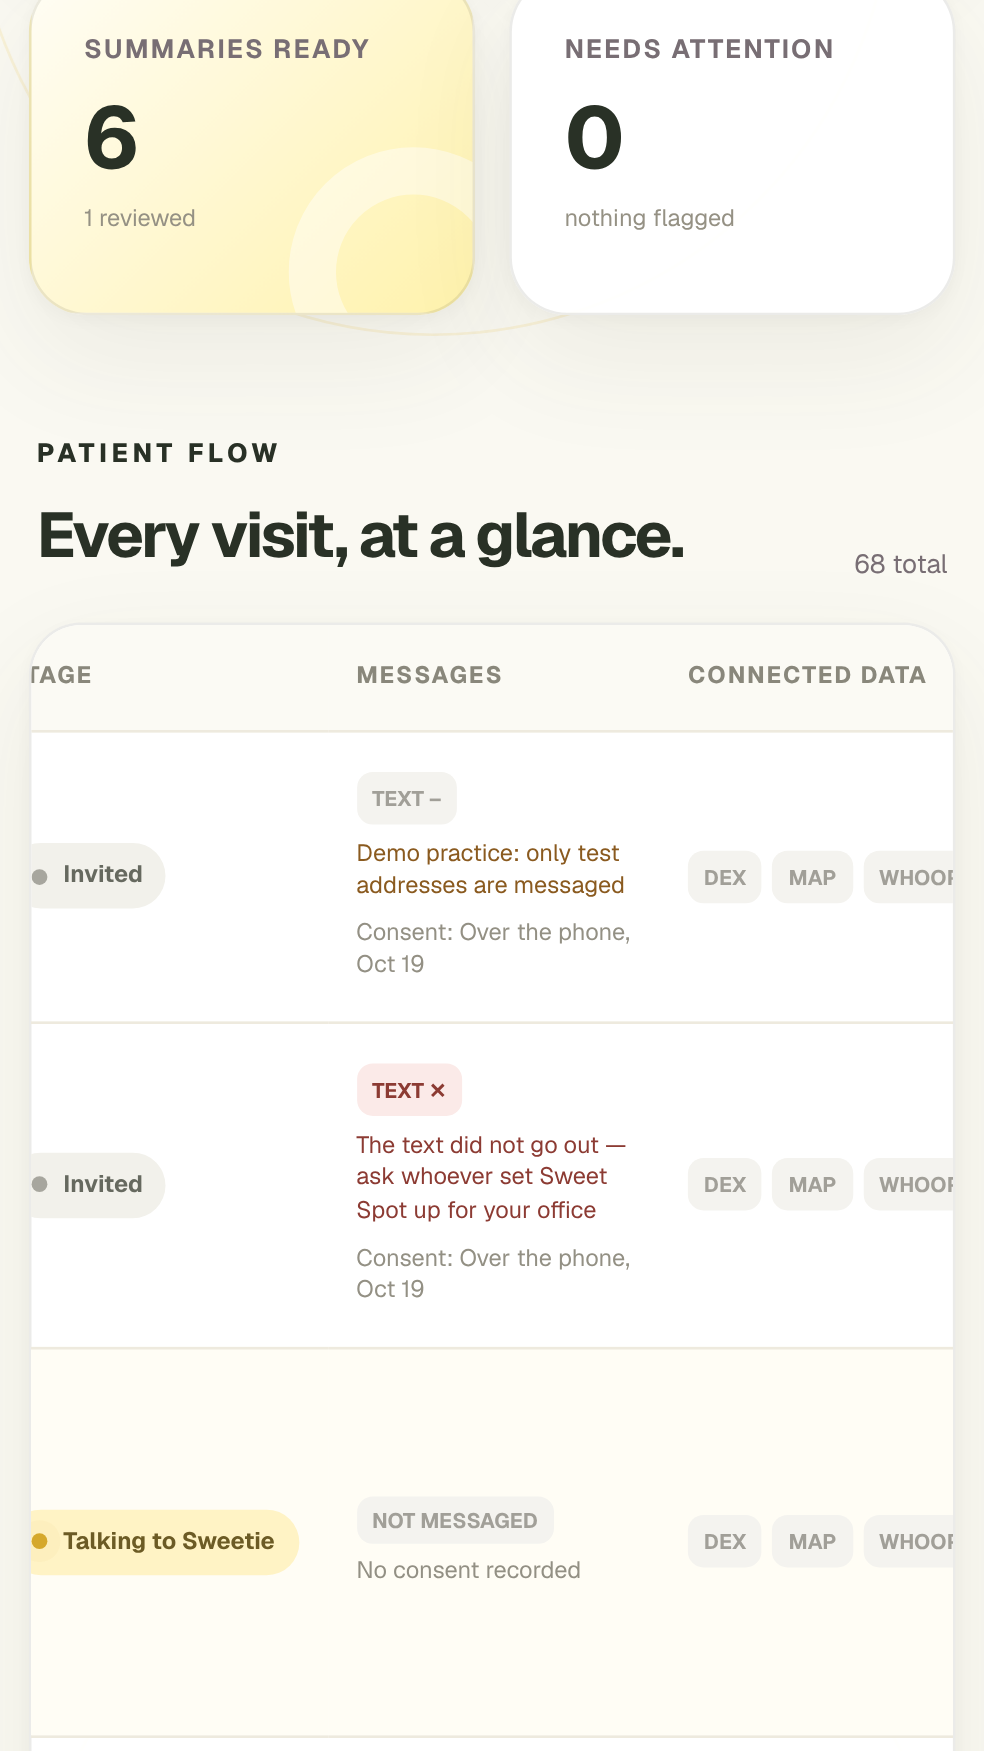 SUMMARIES READY
6
1 reviewed
NEEDS ATTENTION
0
nothing flagged
PATIENT FLOW
Every visit, at a glance.
68 total
TAGE
MESSAGES
CONNECTED DATA
Invited
TEXT –
Demo practice: only test
addresses are messaged
Consent: Over the phone,
Oct 19
DEX
MAP
WHOOP
Invited
TEXT ✕
The text did not go out —
ask whoever set Sweet
Spot up for your office
Consent: Over the phone,
Oct 19
DEX
MAP
WHOOP
Talking to Sweetie
NOT MESSAGED
No consent recorded
DEX
MAP
WHOOP